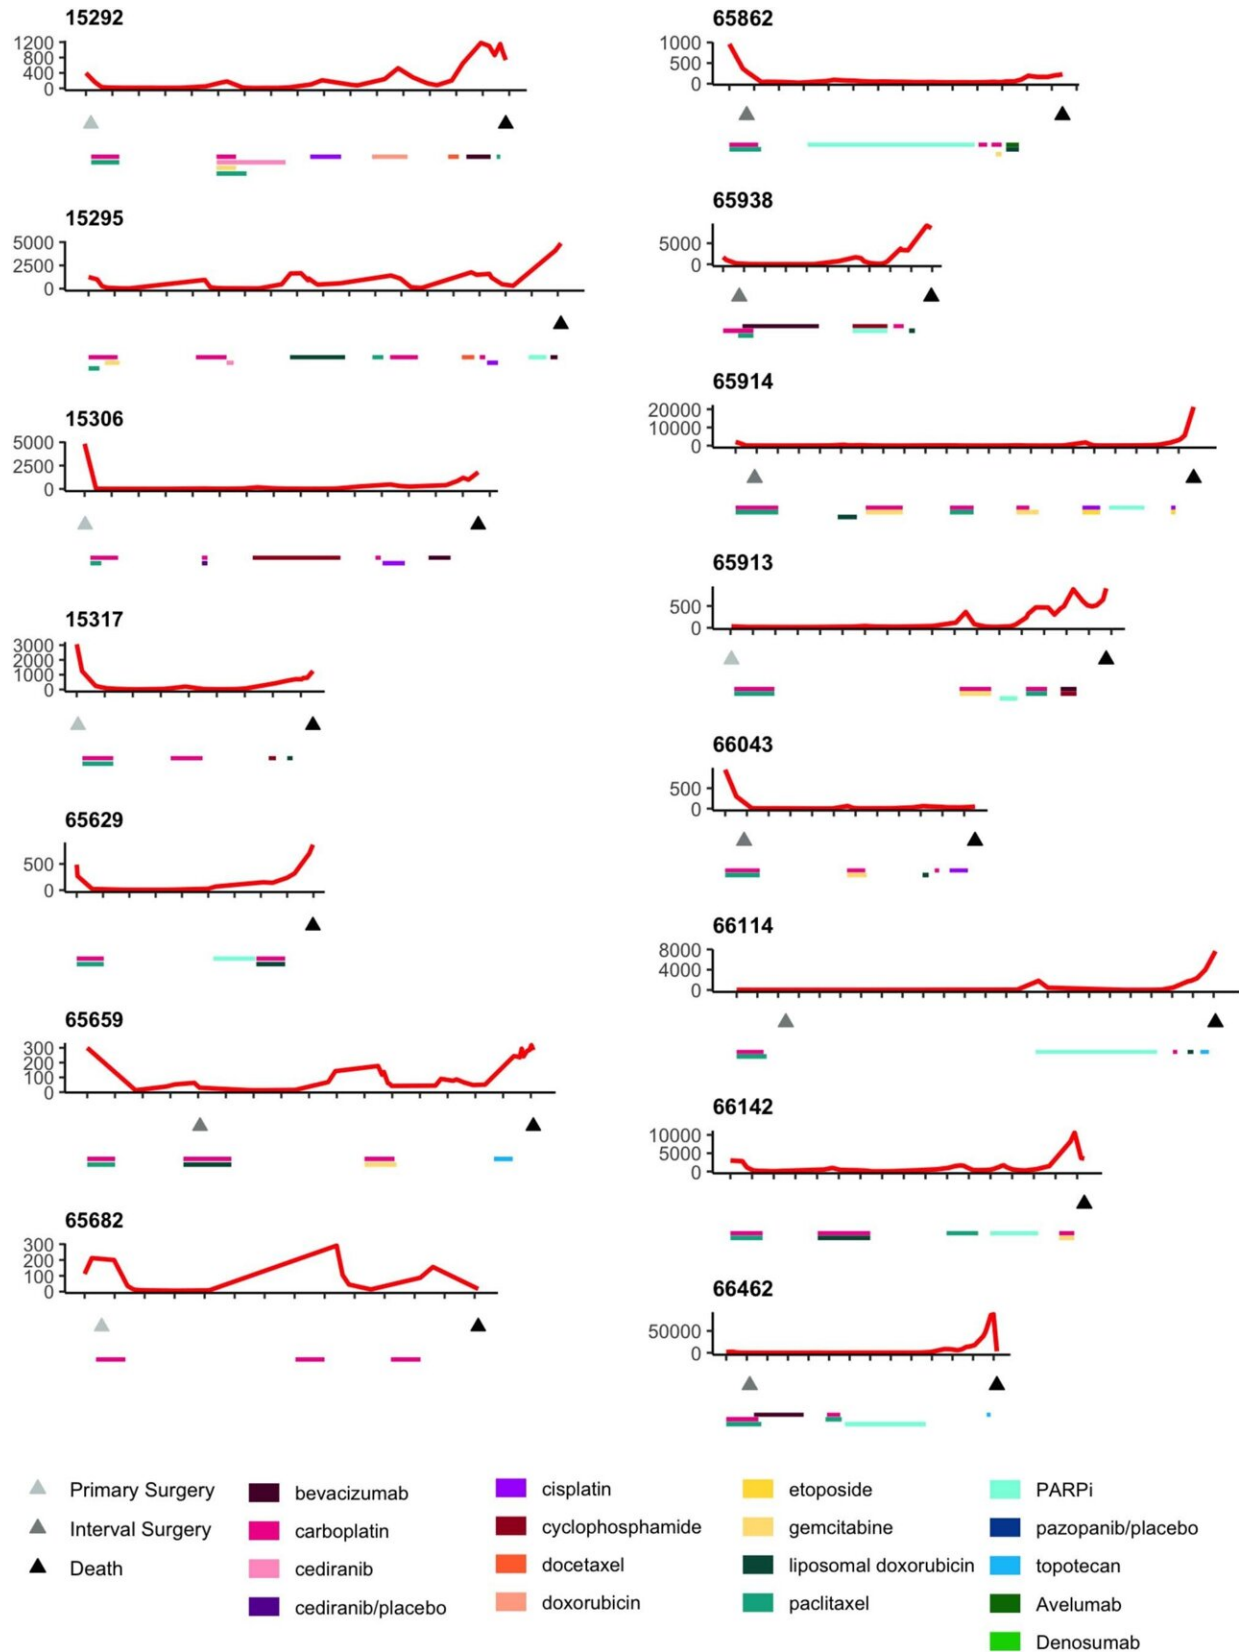 15292
1200
800
400
0
15295
5000
2500
0
15306
5000
2500
0
15317
3000
2000
1000
0
65629
500
0
65659
300
200
100
0
65682
300
200
100
0
65862
1000
500
0
65938
5000
0
65914
20000
10000
0
65913
500
0
66043
500
0
66114
8000
4000
0
66142
10000
5000
0
66462
50000
0
Primary Surgery
Interval Surgery
Death
bevacizumab
carboplatin
cediranib
cediranib/placebo
cisplatin
cyclophosphamide
docetaxel
doxorubicin
etoposide
gemcitabine
liposomal doxorubicin
paclitaxel
PARPi
pazopanib/placebo
topotecan
Avelumab
Denosumab